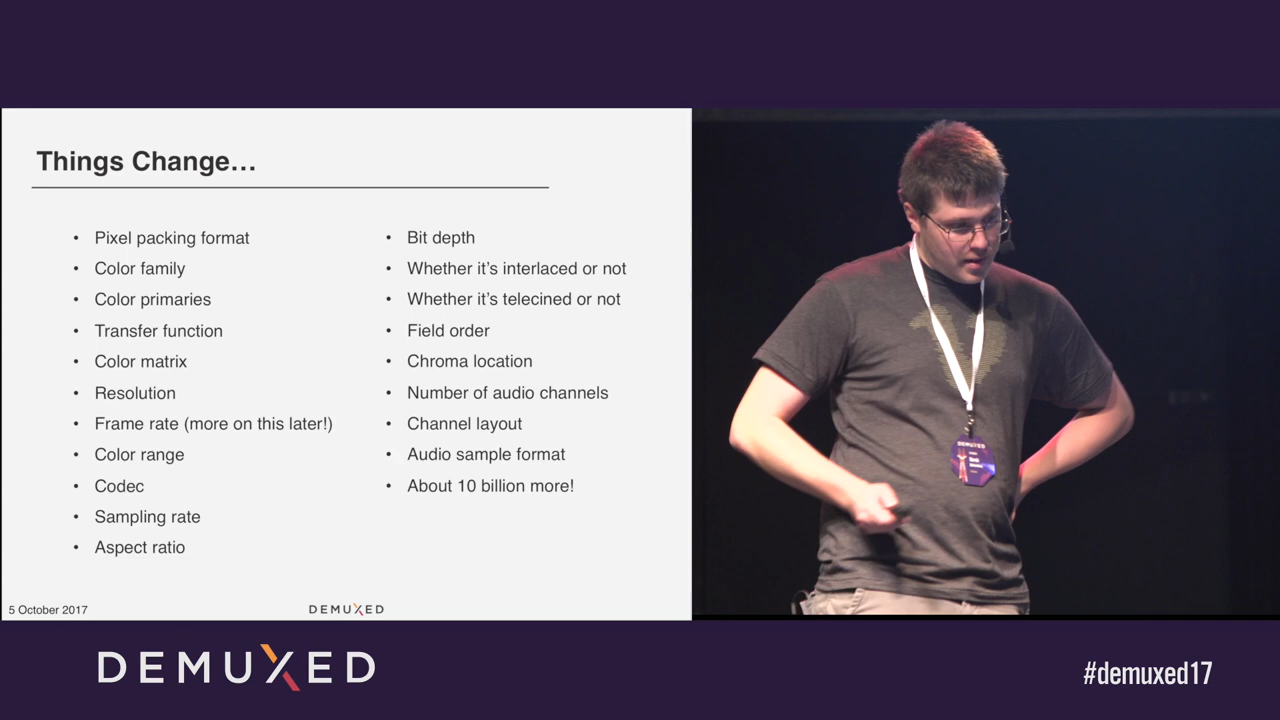 Things Change…
• Pixel packing format
• Color family
• Color primaries
• Transfer function
• Color matrix
• Resolution
• Frame rate (more on this later!)
• Color range
• Codec
• Sampling rate
• Aspect ratio
• Bit depth
• Whether it’s interlaced or not
• Whether it’s telecined or not
• Field order
• Chroma location
• Number of audio channels
• Channel layout
• Audio sample format
• About 10 billion more!
5 October 2017
DEMUXED
DEMUXED
DEMUXED
#demuxed17